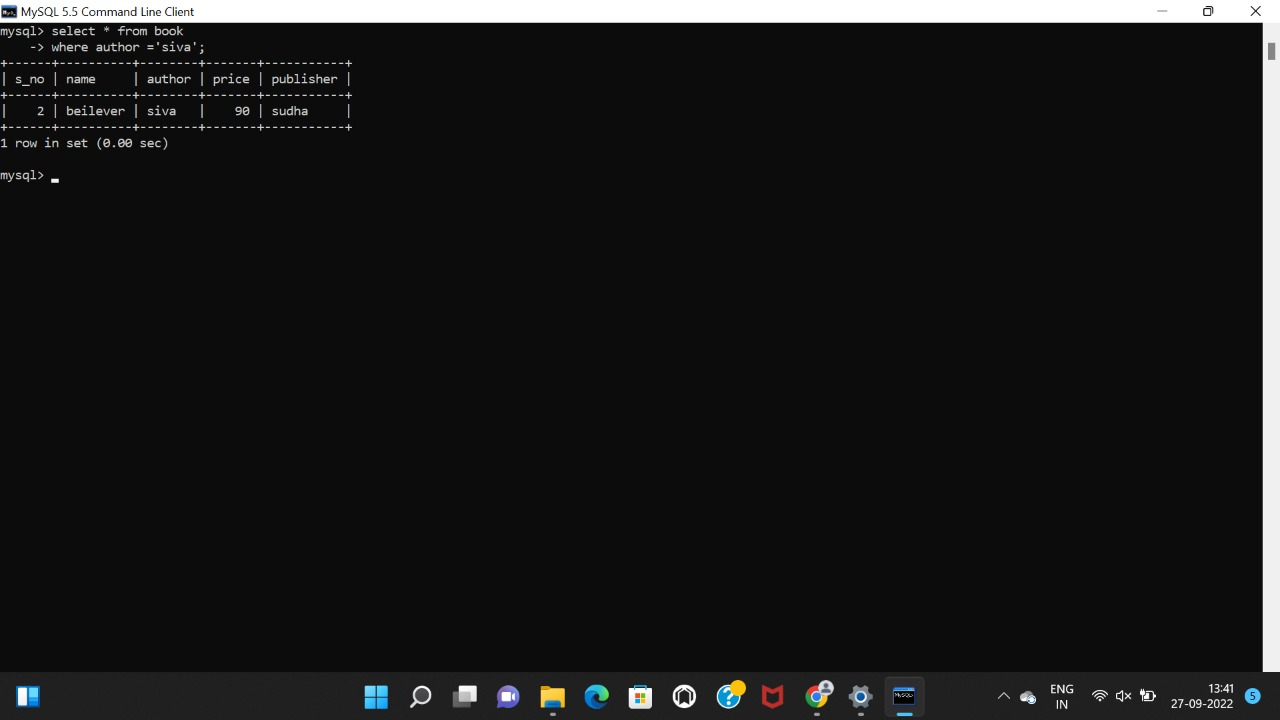 MySQL 5.5 Command Line Client
mysql> select * from book
    -> where author ='siva';
+------+----------+--------+-------+-----------+
| s_no | name     | author | price | publisher |
+------+----------+--------+-------+-----------+
|    2 | beilever | siva   |    90 | sudha     |
+------+----------+--------+-------+-----------+
1 row in set (0.00 sec)
mysql> _
ENG
IN
13:41
27-09-2022
5